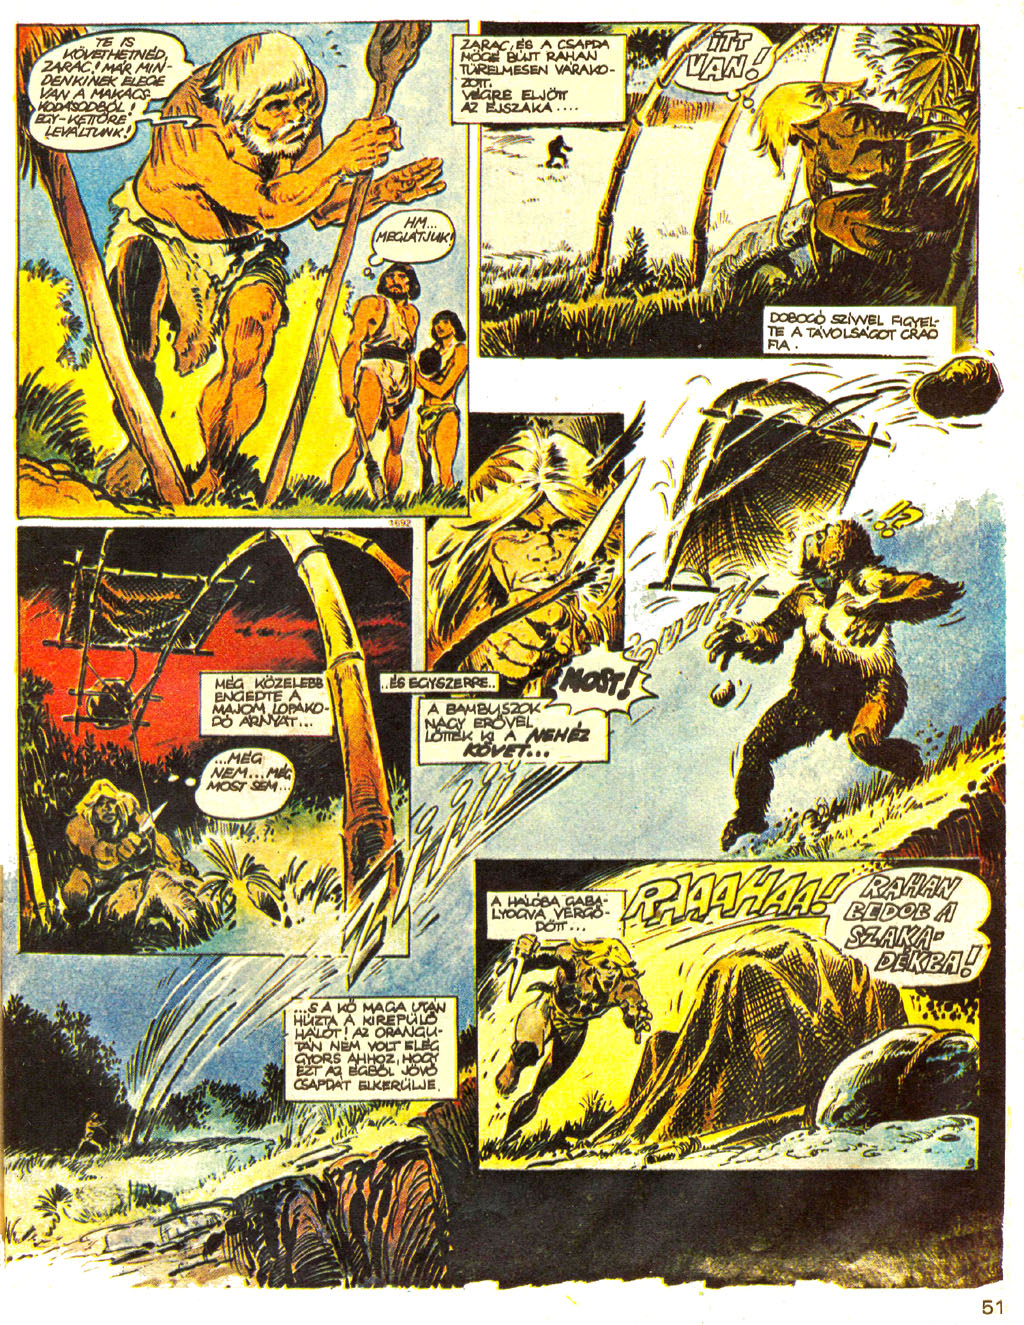 TE IS
KÖVETHETNÉD,
ZARAC! MÁR MIN-
DENKINEK ELEGE
VAN A MAKACS-
KODÁSODBÓL!
EGY-KETTŐRE
LEVÁLTUNK!
HM...
MEGLÁTJUK!
ZARAC, ÉS A CSAPDA
MÖGÉ BÚJT RAHAN
TÜRELMESEN VÁRAKO-
ZOTT.
VÉGRE ELJÖTT
AZ ÉJSZAKA....
ITT
VAN!
DOBOGÓ SZÍVVEL FIGYEL-
TE A TÁVOLSÁGOT CRAO
FIA.
1692
MÉG KÖZELEBB
ENGEDTE A
MAJOM LOPAKO-
DÓ ÁRNYÁT...
...MÉG
NEM...MÉG
MOST SEM...
..ÉS EGYSZERRE..
MOST!
A BAMBUSZOK
NAGY ERŐVEL
LŐTTÉK KI A NEHÉZ
KÖVET...
!?
...S A KŐ MAGA UTÁN
HÚZTA A KIREPÜLŐ
HÁLÓT! AZ ORANGU-
TÁN NEM VOLT ELÉG
GYORS AHHOZ, HOGY
EZT AZ ÉGBŐL JÖVŐ
CSAPDÁT ELKERÜLJE.
A HÁLÓBA GABA-
LYODVA VERGŐ-
DÖTT...
RAAAHAA!
RAHAN
BEDOB A
SZAKA-
DÉKBA!
51